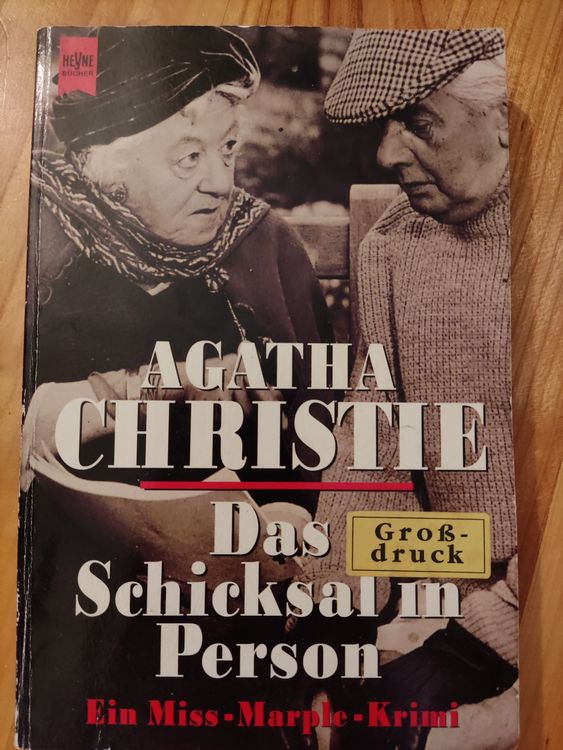 HEYNE
BÜCHER
AGATHA
CHRISTIE
Das
Groß-
druck
Schicksal in
Person
Ein Miss-Marple-Krimi